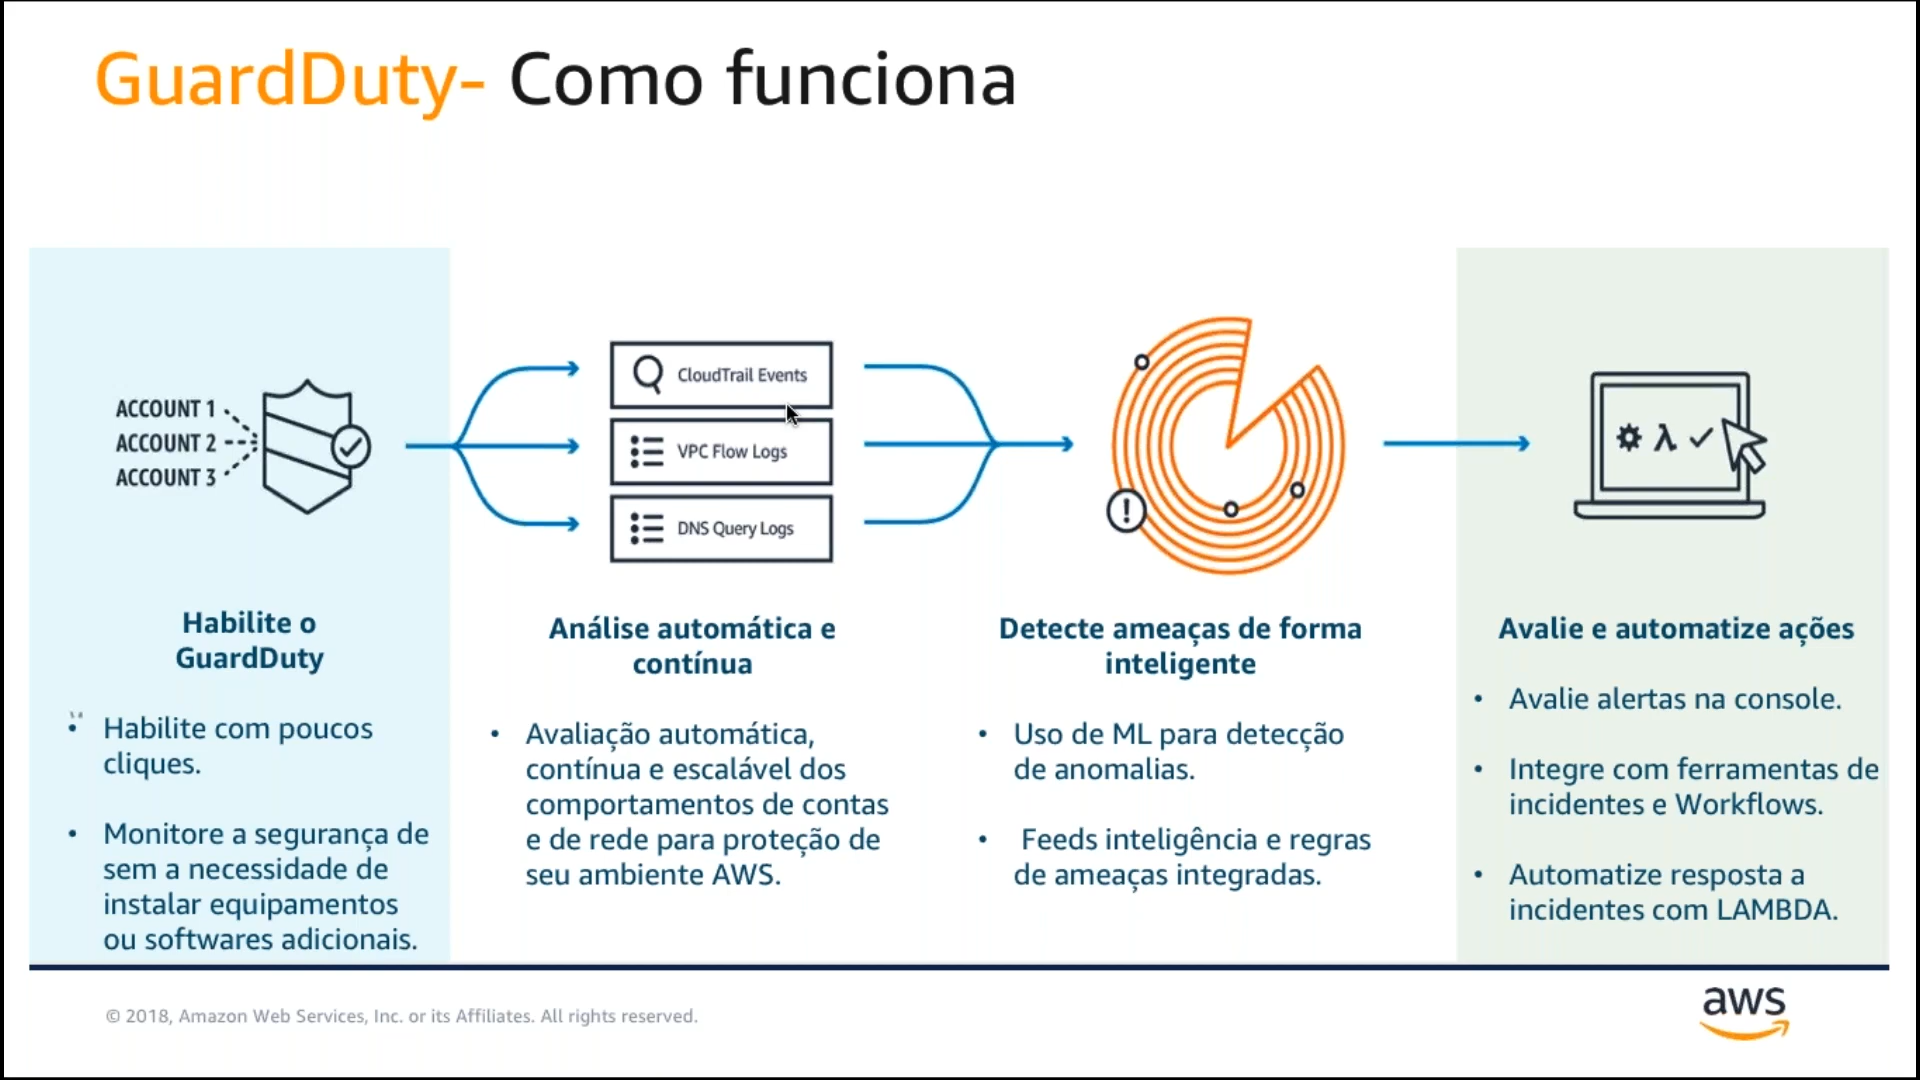 GuardDuty- Como funciona
ACCOUNT 1
ACCOUNT 2
ACCOUNT 3
CloudTrail Events
VPC Flow Logs
DNS Query Logs
λ
Habilite o
GuardDuty
• Habilite com poucos
cliques.
• Monitore a segurança de
sem a necessidade de
instalar equipamentos
ou softwares adicionais.
Análise automática e
contínua
• Avaliação automática,
contínua e escalável dos
comportamentos de contas
e de rede para proteção de
seu ambiente AWS.
Detecte ameaças de forma
inteligente
• Uso de ML para detecção
de anomalias.
• Feeds inteligência e regras
de ameaças integradas.
Avalie e automatize ações
• Avalie alertas na console.
• Integre com ferramentas de
incidentes e Workflows.
• Automatize resposta a
incidentes com LAMBDA.
© 2018, Amazon Web Services, Inc. or its Affiliates. All rights reserved.
aws